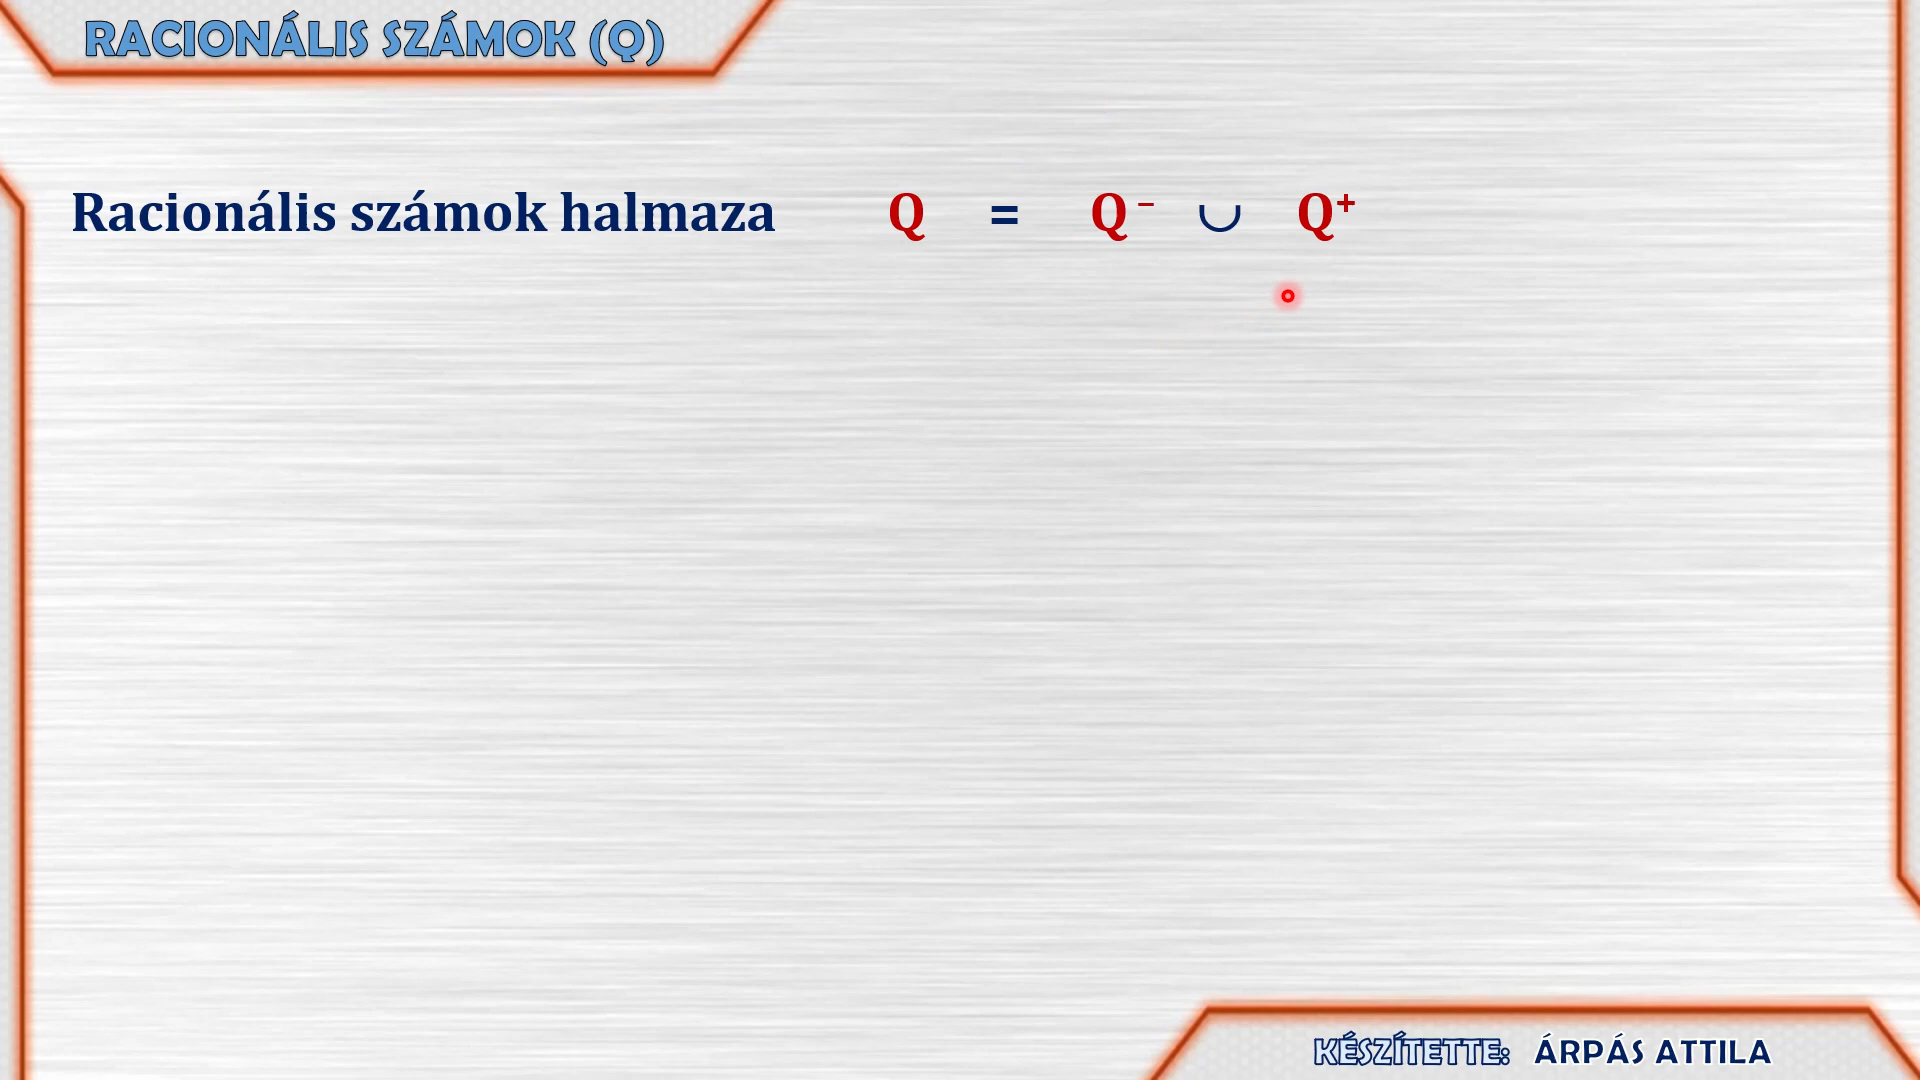 RACIONÁLIS SZÁMOK (Q)
Racionális számok halmaza Q = Q⁻ ∪ Q⁺
KÉSZÍTETTE: ÁRPÁS ATTILA